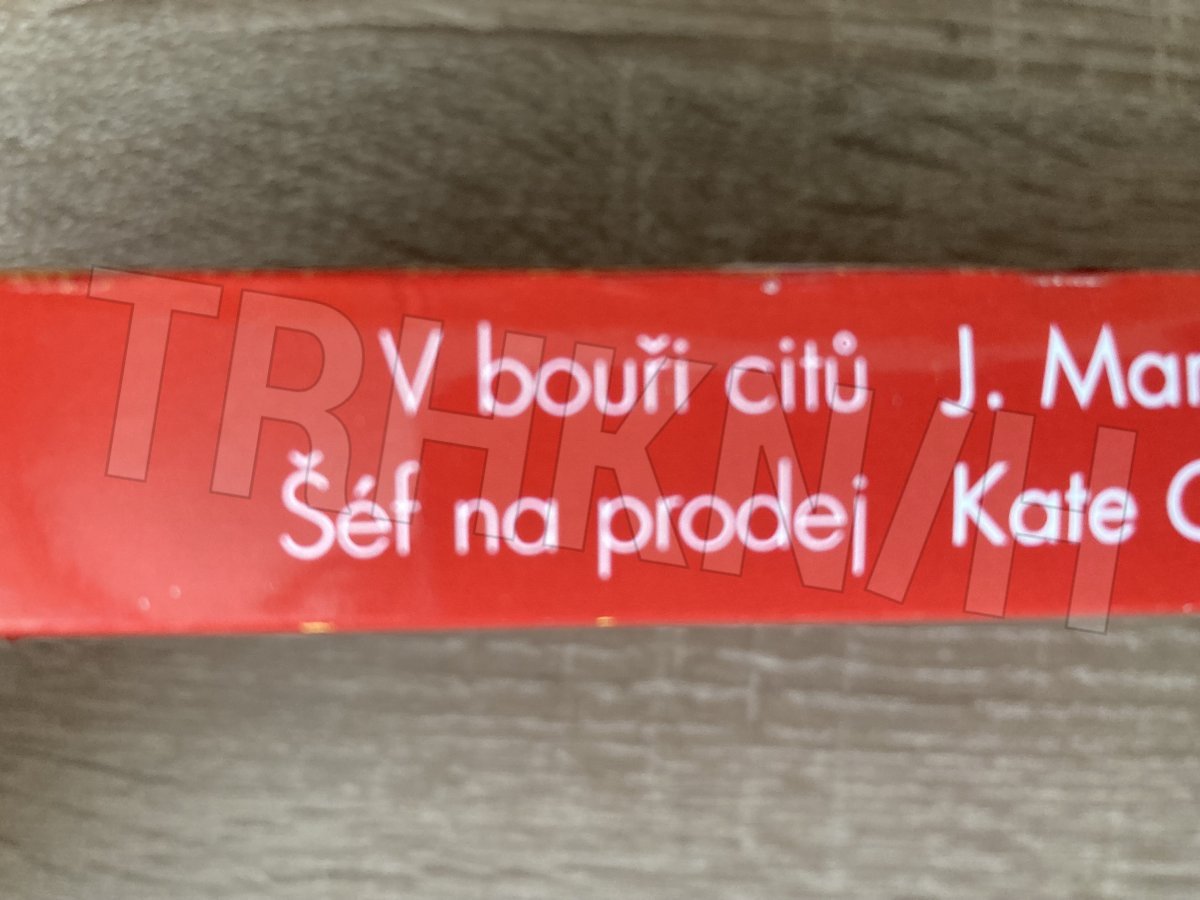 V bouři citů J. Mar
Šéf na prodej Kate
TRHKNIH